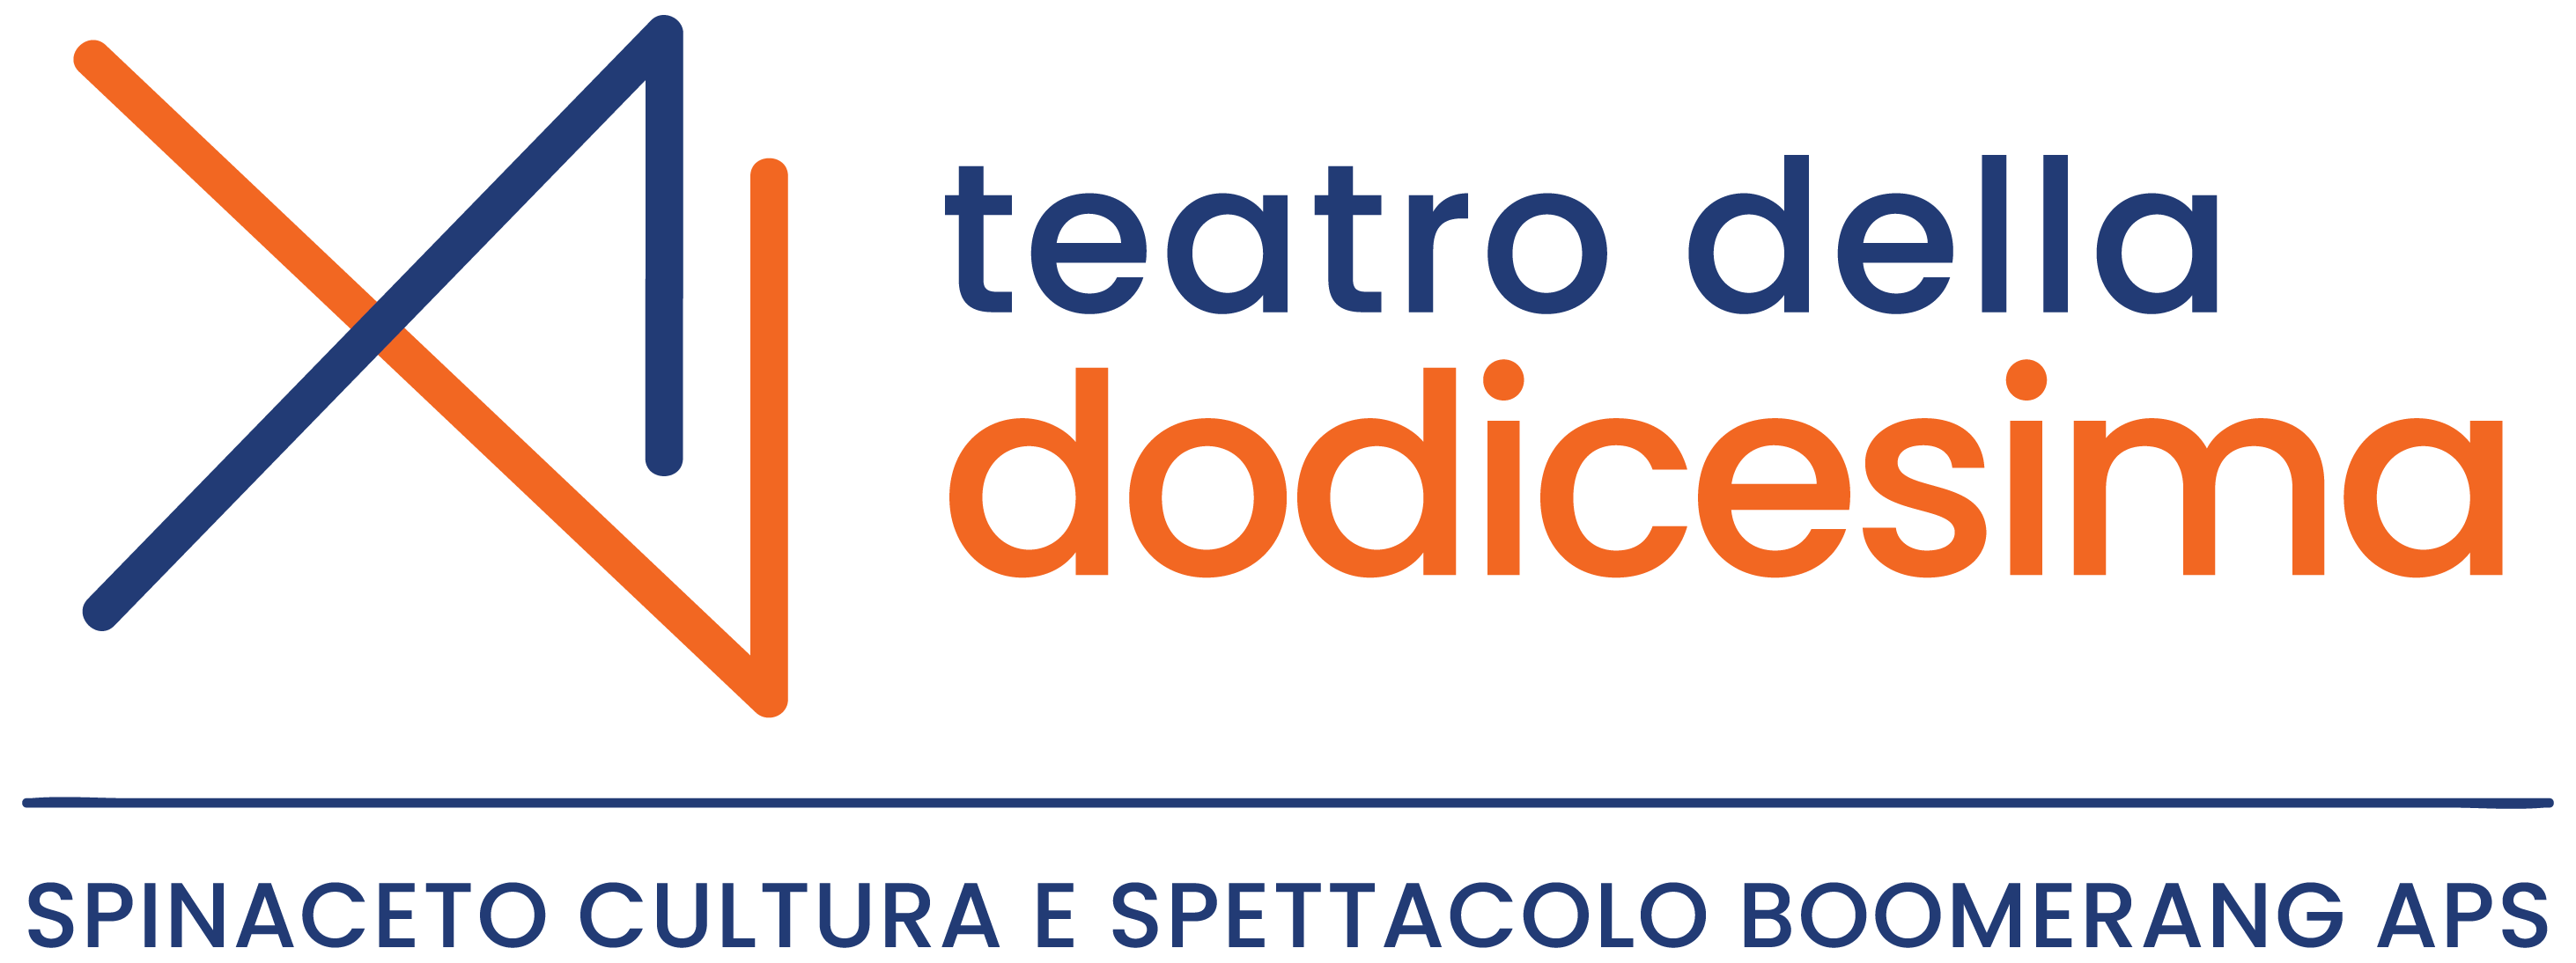 teatro della
dodicesima
SPINACETO CULTURA E SPETTACOLO BOOMERANG APS